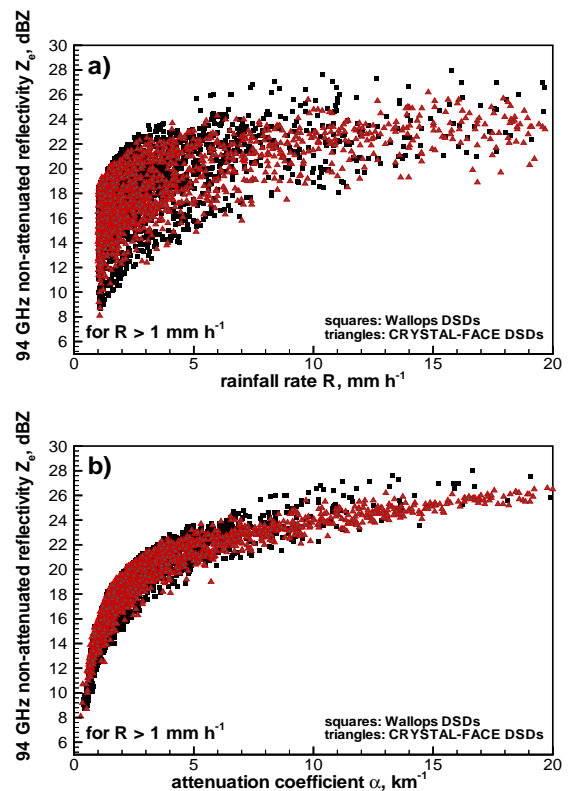 94 GHz non-attenuated reflectivity Zₑ, dBZ
30
28
26
24
22
20
18
16
14
12
10
8
6
a)
for R > 1 mm h⁻¹
squares: Wallops DSDs
triangles: CRYSTAL-FACE DSDs
0 5 10 15 20
rainfall rate R, mm h⁻¹
94 GHz non-attenuated reflectivity Zₑ, dBZ
30
28
26
24
22
20
18
16
14
12
10
8
6
b)
for R > 1 mm h⁻¹
squares: Wallops DSDs
triangles: CRYSTAL-FACE DSDs
0 5 10 15 20
attenuation coefficient α, km⁻¹